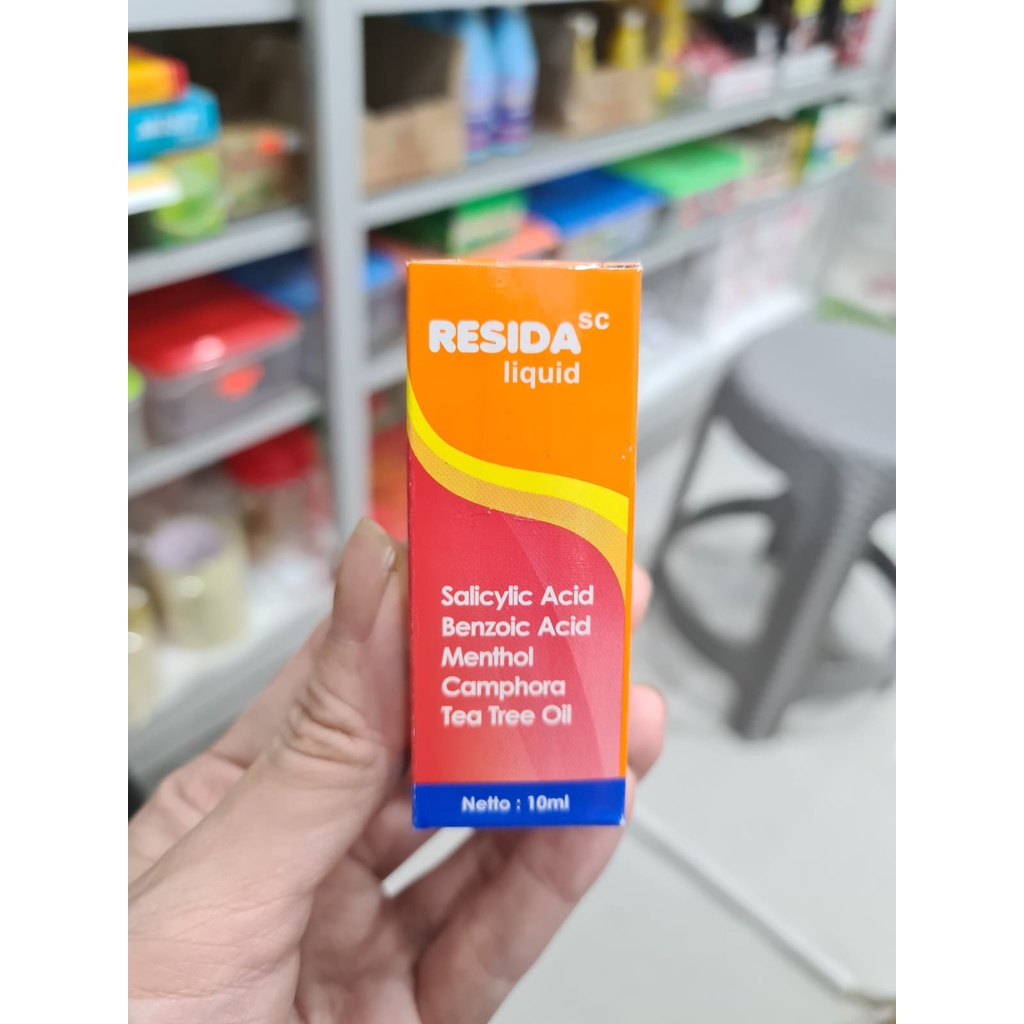 RESIDA SC
liquid
Salicylic Acid
Benzoic Acid
Menthol
Camphora
Tea Tree Oil
Netto : 10ml